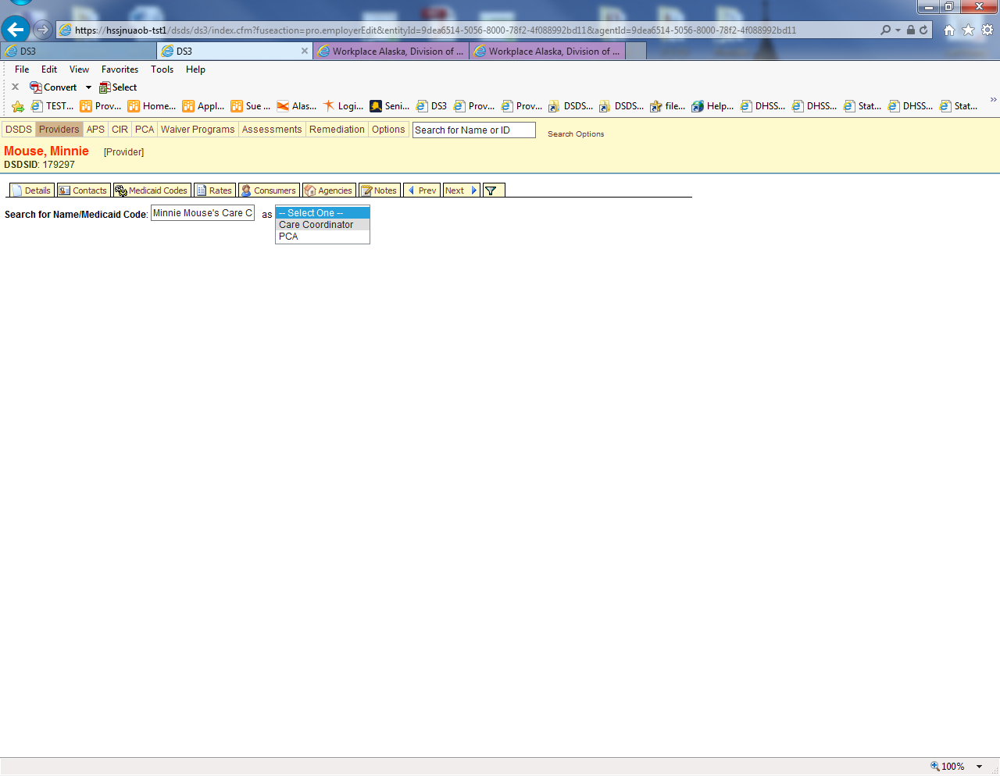 https://hssjnuaob-tst1/dsds/ds3/index.cfm?fuseaction=pro.employerEdit&entityId=9dea6514-5056-8000-78f2-4f088992bd11&agentId=9dea6514-5056-8000-78f2-4f088992bd11
DS3 DS3 Workplace Alaska, Division of ... Workplace Alaska, Division of ...
File Edit View Favorites Tools Help
Convert Select
TEST... Prov... Home... Appl... Sue ... Alas... Logi... Seni... DS3 Prov... Prov... DSDS... DSDS... file... Help... DHSS... DHSS... Stat... DHSS... Stat...
DSDS Providers APS CIR PCA Waiver Programs Assessments Remediation Options Search for Name or ID Search Options
Mouse, Minnie [Provider]
DSDSID: 179297
Details Contacts Medicaid Codes Rates Consumers Agencies Notes Prev Next
Search for Name/Medicaid Code: Minnie Mouse's Care C as -- Select One --
Care Coordinator
PCA
100%